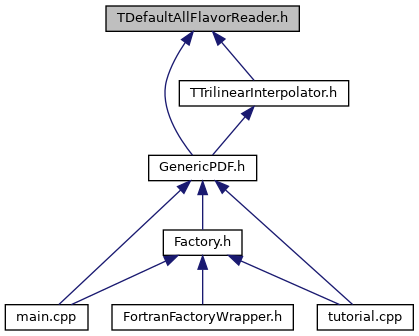 TDefaultAllFlavorReader.h
TTrilinearInterpolator.h
GenericPDF.h
Factory.h
main.cpp
FortranFactoryWrapper.h
tutorial.cpp